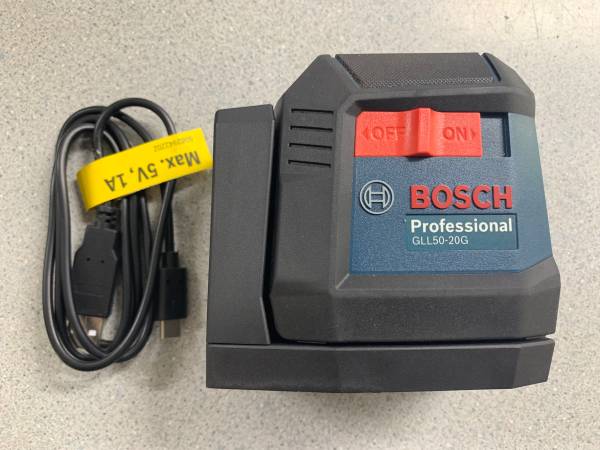 Max. 5V, 1A
OFF ON
BOSCH
Professional
GLL50-20G